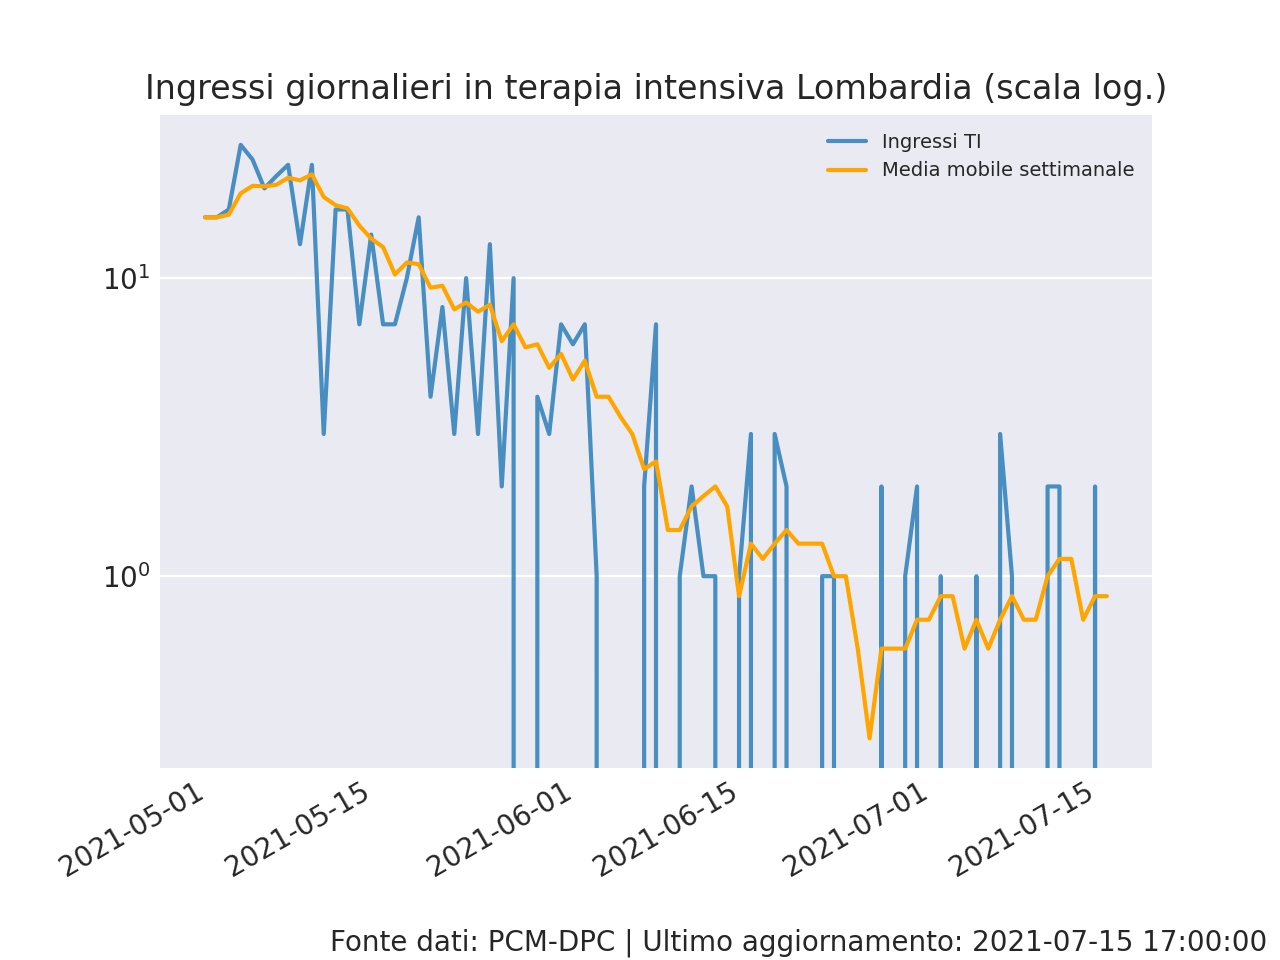 Ingressi giornalieri in terapia intensiva Lombardia (scala log.)
Ingressi TI
Media mobile settimanale
10¹
10⁰
2021-05-01
2021-05-15
2021-06-01
2021-06-15
2021-07-01
2021-07-15
Fonte dati: PCM-DPC | Ultimo aggiornamento: 2021-07-15 17:00:00